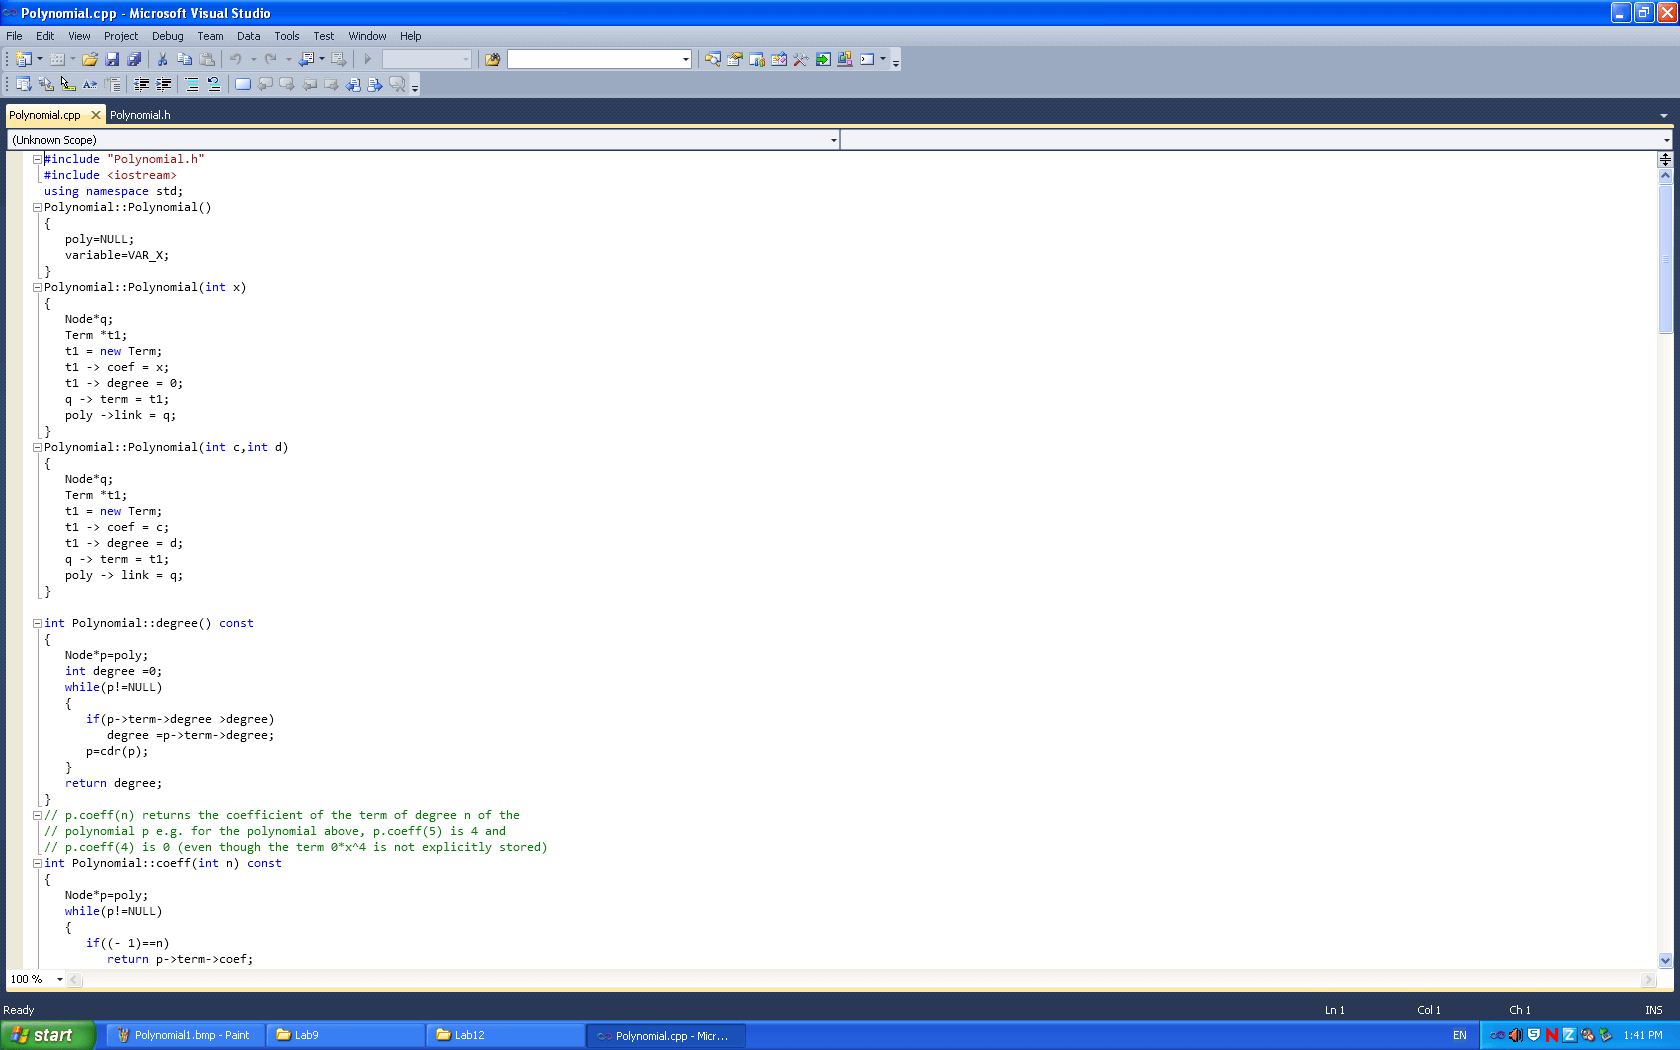 Polynomial.cpp - Microsoft Visual Studio
File Edit View Project Debug Team Data Tools Test Window Help
Polynomial.cpp Polynomial.h
(Unknown Scope)
#include "Polynomial.h"
#include <iostream>
using namespace std;
Polynomial::Polynomial()
{
poly=NULL;
variable=VAR_X;
}
Polynomial::Polynomial(int x)
{
Node*q;
Term *t1;
t1 = new Term;
t1 -> coef = x;
t1 -> degree = 0;
q -> term = t1;
poly ->link = q;
}
Polynomial::Polynomial(int c,int d)
{
Node*q;
Term *t1;
t1 = new Term;
t1 -> coef = c;
t1 -> degree = d;
q -> term = t1;
poly -> link = q;
}
int Polynomial::degree() const
{
Node*p=poly;
int degree =0;
while(p!=NULL)
{
if(p->term->degree >degree)
degree =p->term->degree;
p=cdr(p);
}
return degree;
}
// p.coeff(n) returns the coefficient of the term of degree n of the
// polynomial p e.g. for the polynomial above, p.coeff(5) is 4 and
// p.coeff(4) is 0 (even though the term 0*x^4 is not explicitly stored)
int Polynomial::coeff(int n) const
{
Node*p=poly;
while(p!=NULL)
{
if((- 1)==n)
return p->term->coef;
100 %
Ready Ln 1 Col 1 Ch 1 INS
start Polynomial1.bmp - Paint Lab9 Lab12 Polynomial.cpp - Micr... EN 1:41 PM